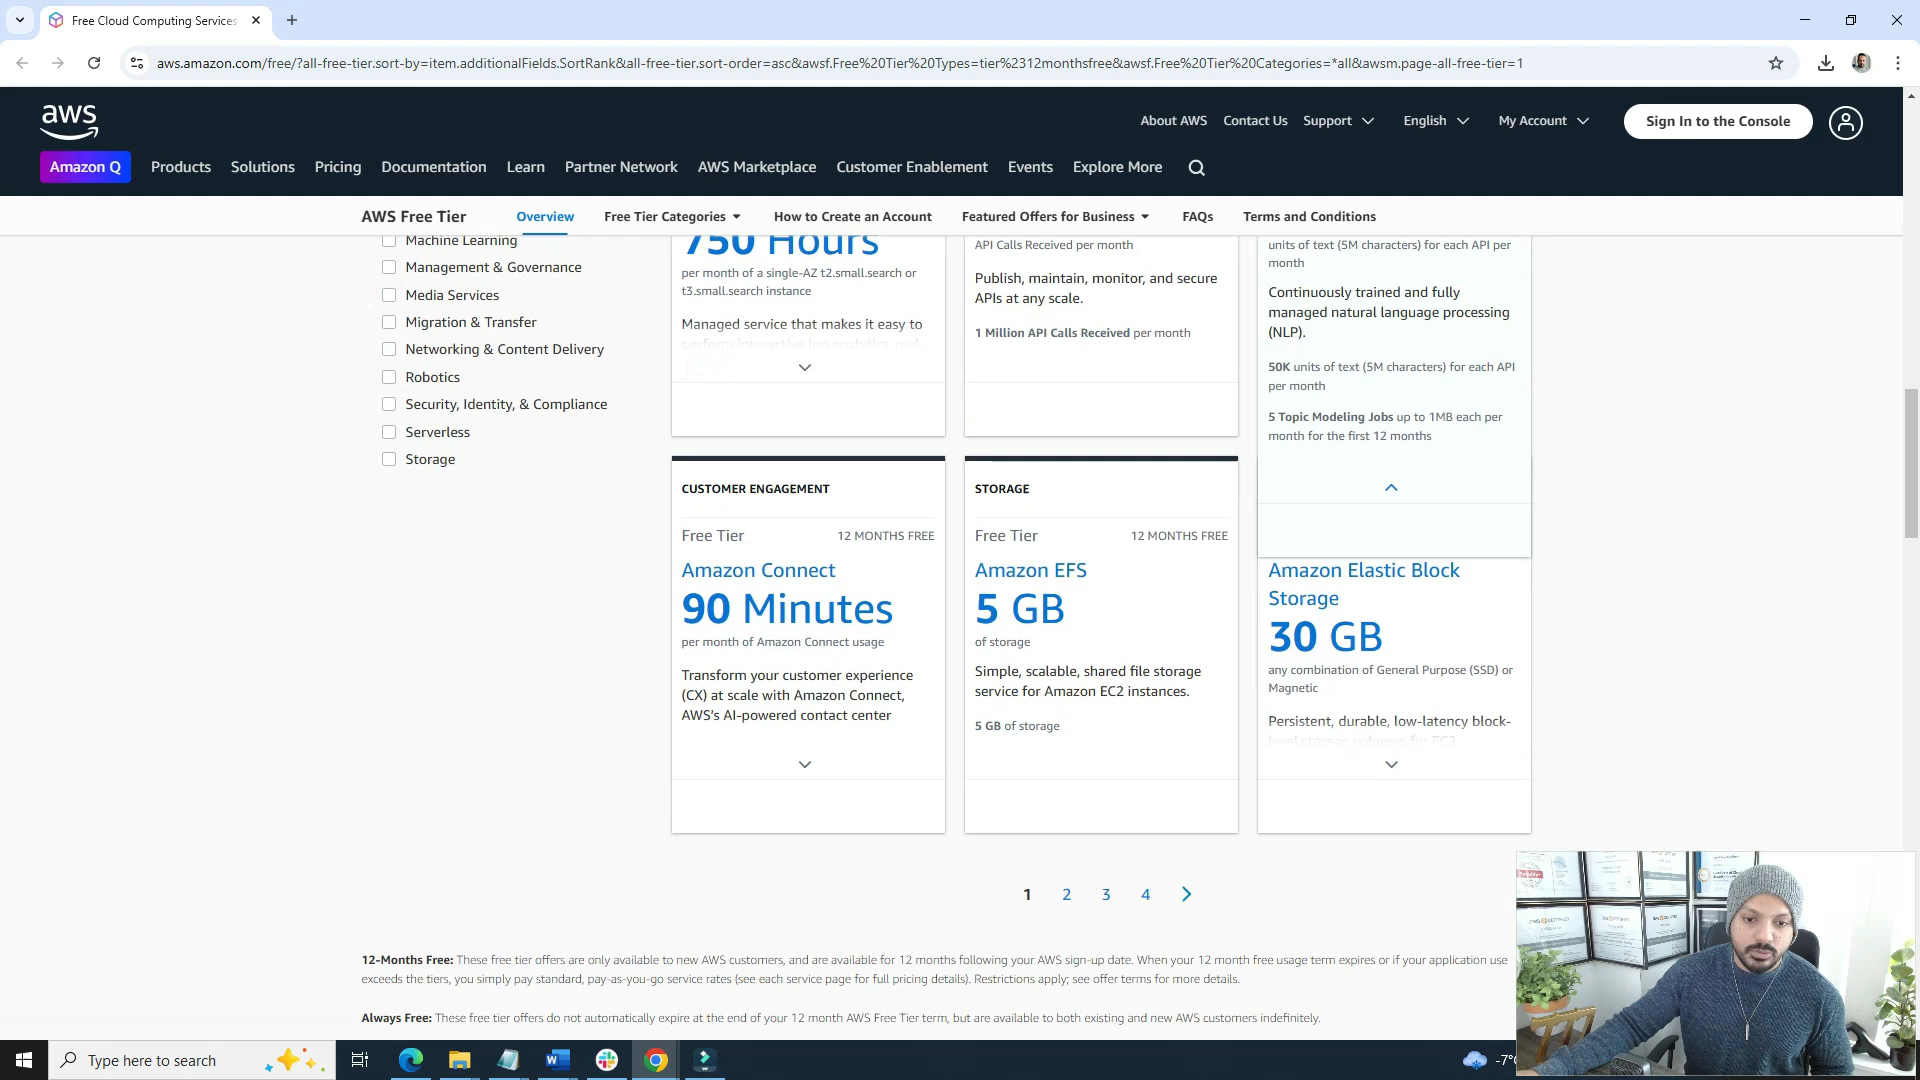 Free Cloud Computing Services
aws.amazon.com/free/?all-free-tier.sort-by=item.additionalFields.SortRank&all-free-tier.sort-order=asc&awsf.Free%20Tier%20Types=tier%2312monthsfree&awsf.Free%20Tier%20Categories=*all&awsm.page-all-free-tier=1
aws
About AWS Contact Us Support English My Account Sign In to the Console
Amazon Q Products Solutions Pricing Documentation Learn Partner Network AWS Marketplace Customer Enablement Events Explore More
AWS Free Tier Overview Free Tier Categories How to Create an Account Featured Offers for Business FAQs Terms and Conditions
Machine Learning
Management & Governance
Media Services
Migration & Transfer
Networking & Content Delivery
Robotics
Security, Identity, & Compliance
Serverless
Storage
750 Hours
per month of a single-AZ t2.small.search or
t3.small.search instance
Managed service that makes it easy to
perform interactive log analytics, real-
API Calls Received per month
Publish, maintain, monitor, and secure
APIs at any scale.
1 Million API Calls Received per month
units of text (5M characters) for each API per
month
Continuously trained and fully
managed natural language processing
(NLP).
50K units of text (5M characters) for each API
per month
5 Topic Modeling Jobs up to 1MB each per
month for the first 12 months
CUSTOMER ENGAGEMENT
Free Tier 12 MONTHS FREE
Amazon Connect
90 Minutes
per month of Amazon Connect usage
Transform your customer experience
(CX) at scale with Amazon Connect,
AWS's AI-powered contact center
STORAGE
Free Tier 12 MONTHS FREE
Amazon EFS
5 GB
of storage
Simple, scalable, shared file storage
service for Amazon EC2 instances.
5 GB of storage
Amazon Elastic Block
Storage
30 GB
any combination of General Purpose (SSD) or
Magnetic
Persistent, durable, low-latency block-
level storage volumes for EC2
1 2 3 4
12-Months Free: These free tier offers are only available to new AWS customers, and are available for 12 months following your AWS sign-up date. When your 12 month free usage term expires or if your application use
exceeds the tiers, you simply pay standard, pay-as-you-go service rates (see each service page for full pricing details). Restrictions apply; see offer terms for more details.
Always Free: These free tier offers do not automatically expire at the end of your 12 month AWS Free Tier term, but are available to both existing and new AWS customers indefinitely.
Type here to search
-7°